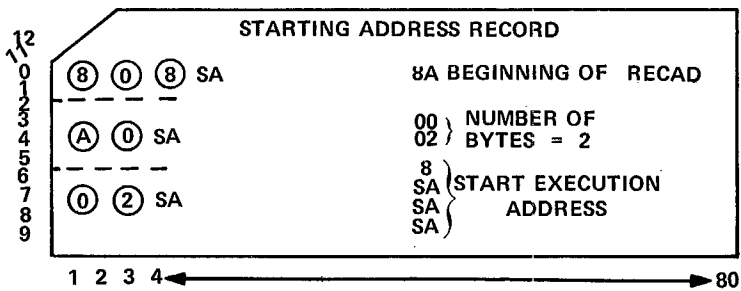 STARTING ADDRESS RECORD
12
11
0
1
2
3
4
5
6
7
8
9
8 0 8 SA
A 0 SA
0 2 SA
8A BEGINNING OF RECAD
00
02 } NUMBER OF
BYTES = 2
8
SA
SA
SA
START EXECUTION
ADDRESS
1 2 3 4
80